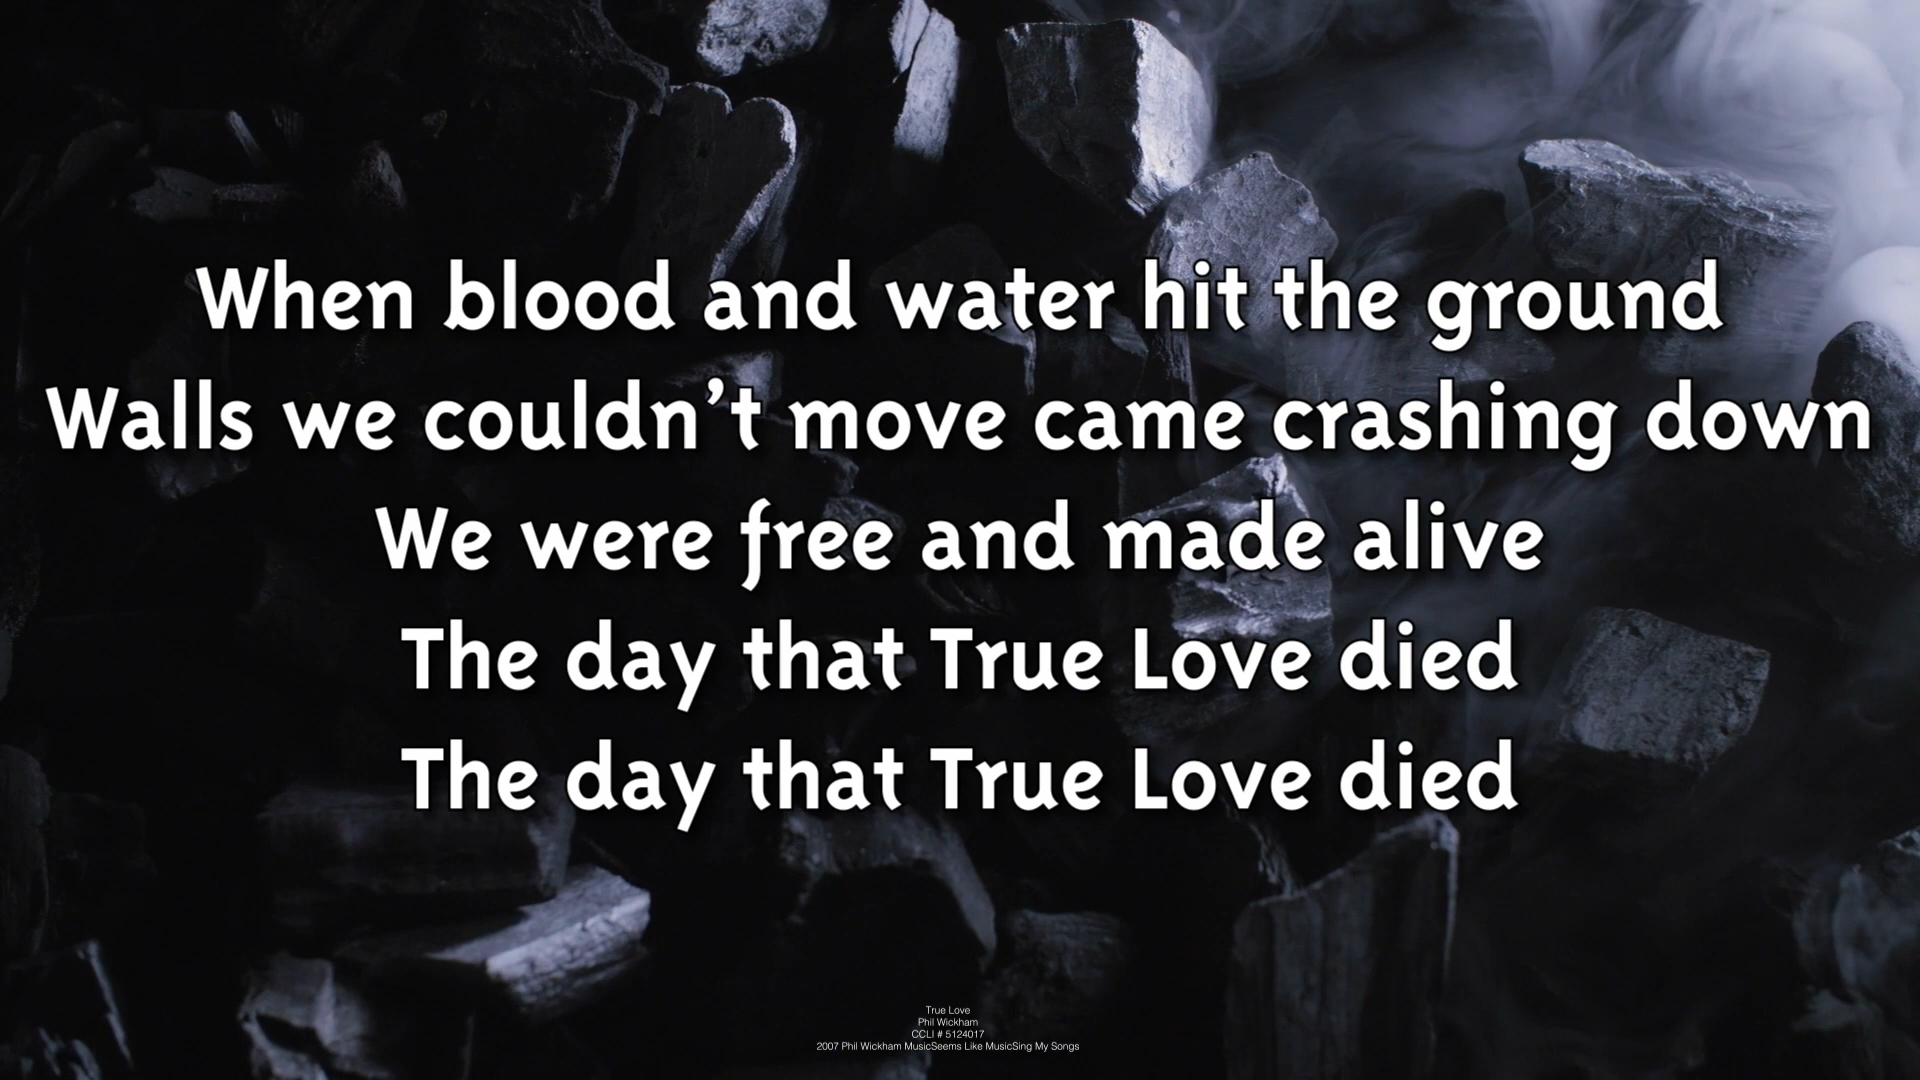 When blood and water hit the ground
Walls we couldn’t move came crashing down
We were free and made alive
The day that True Love died
The day that True Love died
True Love
Phil Wickham
CCLI # 5124017
2007 Phil Wickham MusicSeems Like MusicSing My Songs